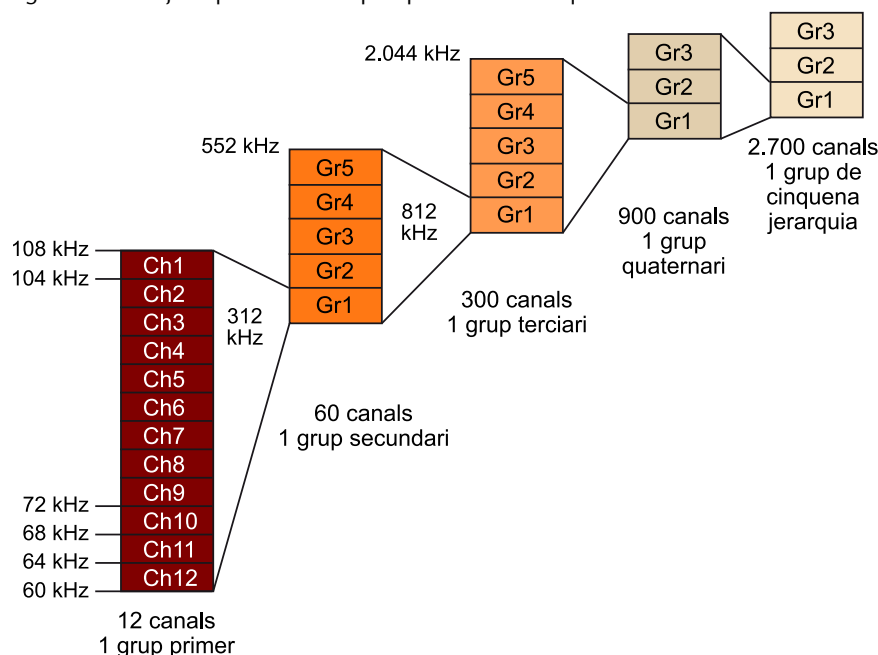 108 kHz
104 kHz
72 kHz
68 kHz
64 kHz
60 kHz
Ch1
Ch2
Ch3
Ch4
Ch5
Ch6
Ch7
Ch8
Ch9
Ch10
Ch11
Ch12
12 canals
1 grup primer
312
kHz
552 kHz
Gr5
Gr4
Gr3
Gr2
Gr1
60 canals
1 grup secundari
812
kHz
2.044 kHz
Gr5
Gr4
Gr3
Gr2
Gr1
300 canals
1 grup terciari
Gr3
Gr2
Gr1
900 canals
1 grup
quaternari
Gr3
Gr2
Gr1
2.700 canals
1 grup de
cinquena
jerarquia